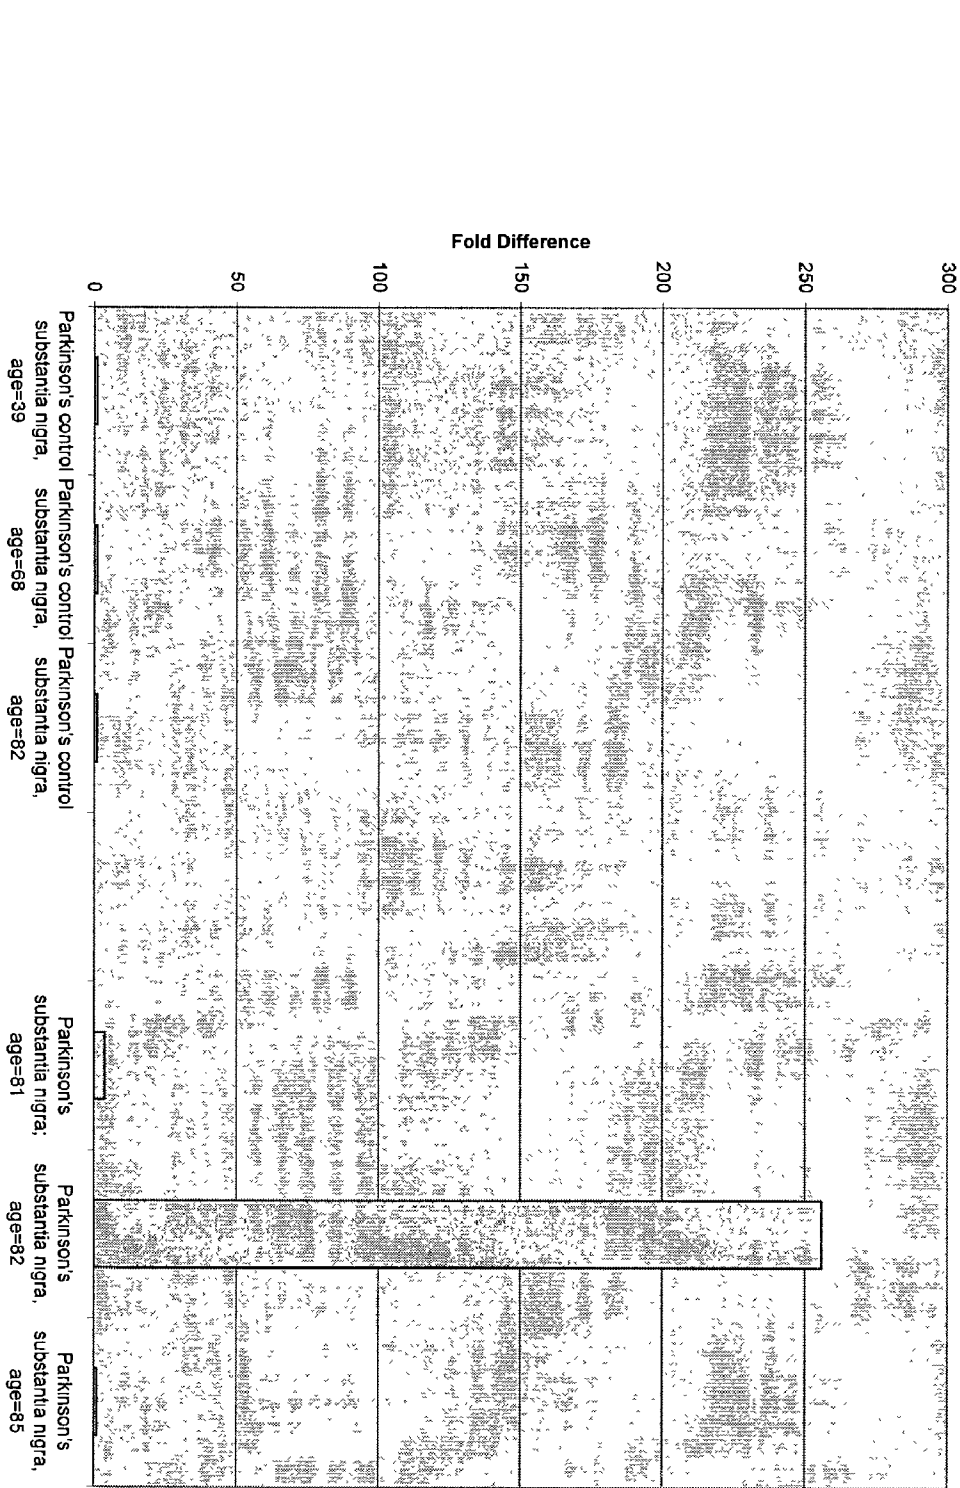 Fold Difference
300
250
200
150
100
50
0
Parkinson's control
substantia nigra,
age=39
Parkinson's control
substantia nigra,
age=68
Parkinson's control
substantia nigra,
age=82
Parkinson's
substantia nigra;
age=81
Parkinson's
substantia nigra,
age=82
Parkinson's
substantia nigra,
age=85